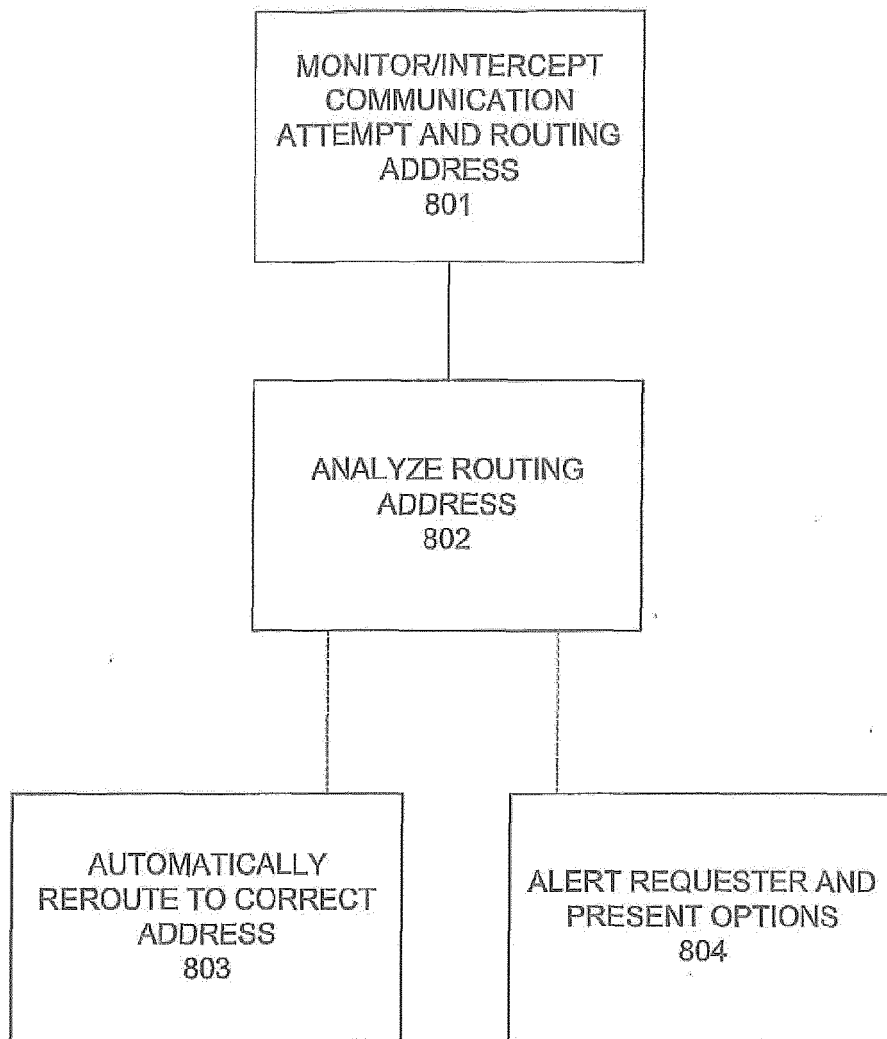 MONITOR/INTERCEPT
COMMUNICATION
ATTEMPT AND ROUTING
ADDRESS
801
ANALYZE ROUTING
ADDRESS
802
AUTOMATICALLY
REROUTE TO CORRECT
ADDRESS
803
ALERT REQUESTER AND
PRESENT OPTIONS
804